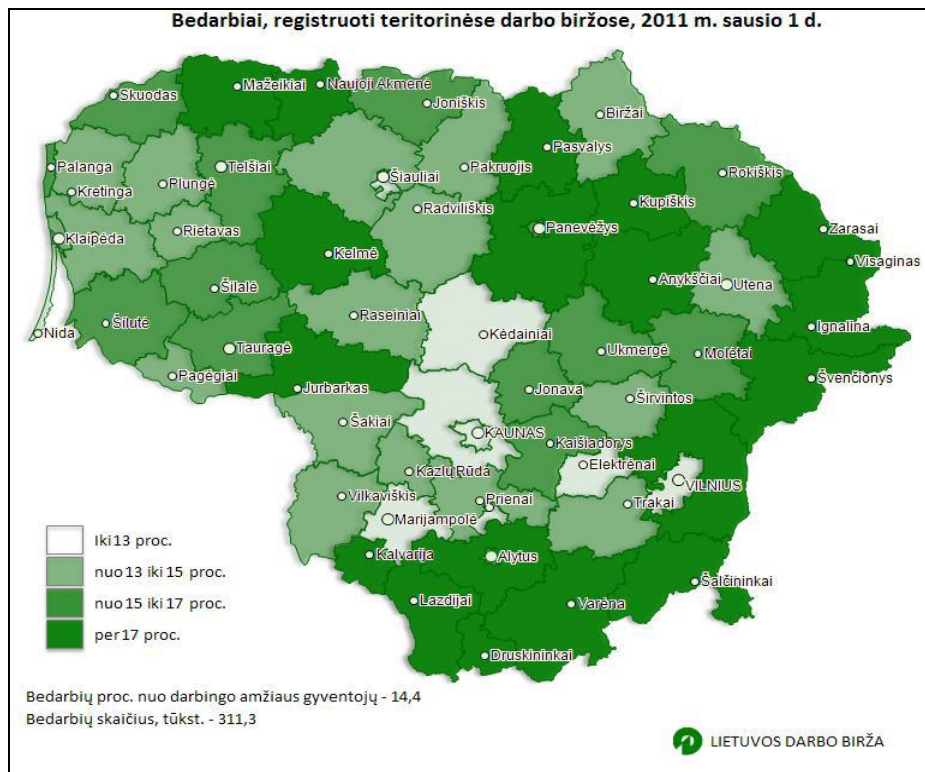 Bedarbiai, registruoti teritorinėse darbo biržose, 2011 m. sausio 1 d.
Mažeikiai
Naujoji Akmenė
Skuodas
Joniškis
Biržai
Pasvalys
Palanga
Telšiai
Pakruojis
Rokiškis
Kretinga
Plungė
Šiauliai
Kupiškis
Radviliškis
Klaipėda
Rietavas
Panevėžys
Zarasai
Kelmė
Visaginas
Anykščiai
Utena
Šilalė
Raseiniai
Nida
Šilutė
Kėdainiai
Ignalina
Tauragė
Ukmergė
Molėtai
Pagėgiai
Jurbarkas
Jonava
Švenčionys
Širvintos
Šakiai
KAUNAS
Kaišiadorys
Elektrėnai
Kazlų Rūda
VILNIUS
Vilkaviškis
Prienai
Trakai
Marijampolė
Kalvarija
Alytus
Šalčininkai
Lazdijai
Varėna
Druskininkai
Iki 13 proc.
nuo 13 iki 15 proc.
nuo 15 iki 17 proc.
per 17 proc.
Bedarbių proc. nuo darbingo amžiaus gyventojų - 14,4
Bedarbių skaičius, tūkst. - 311,3
LIETUVOS DARBO BIRŽA